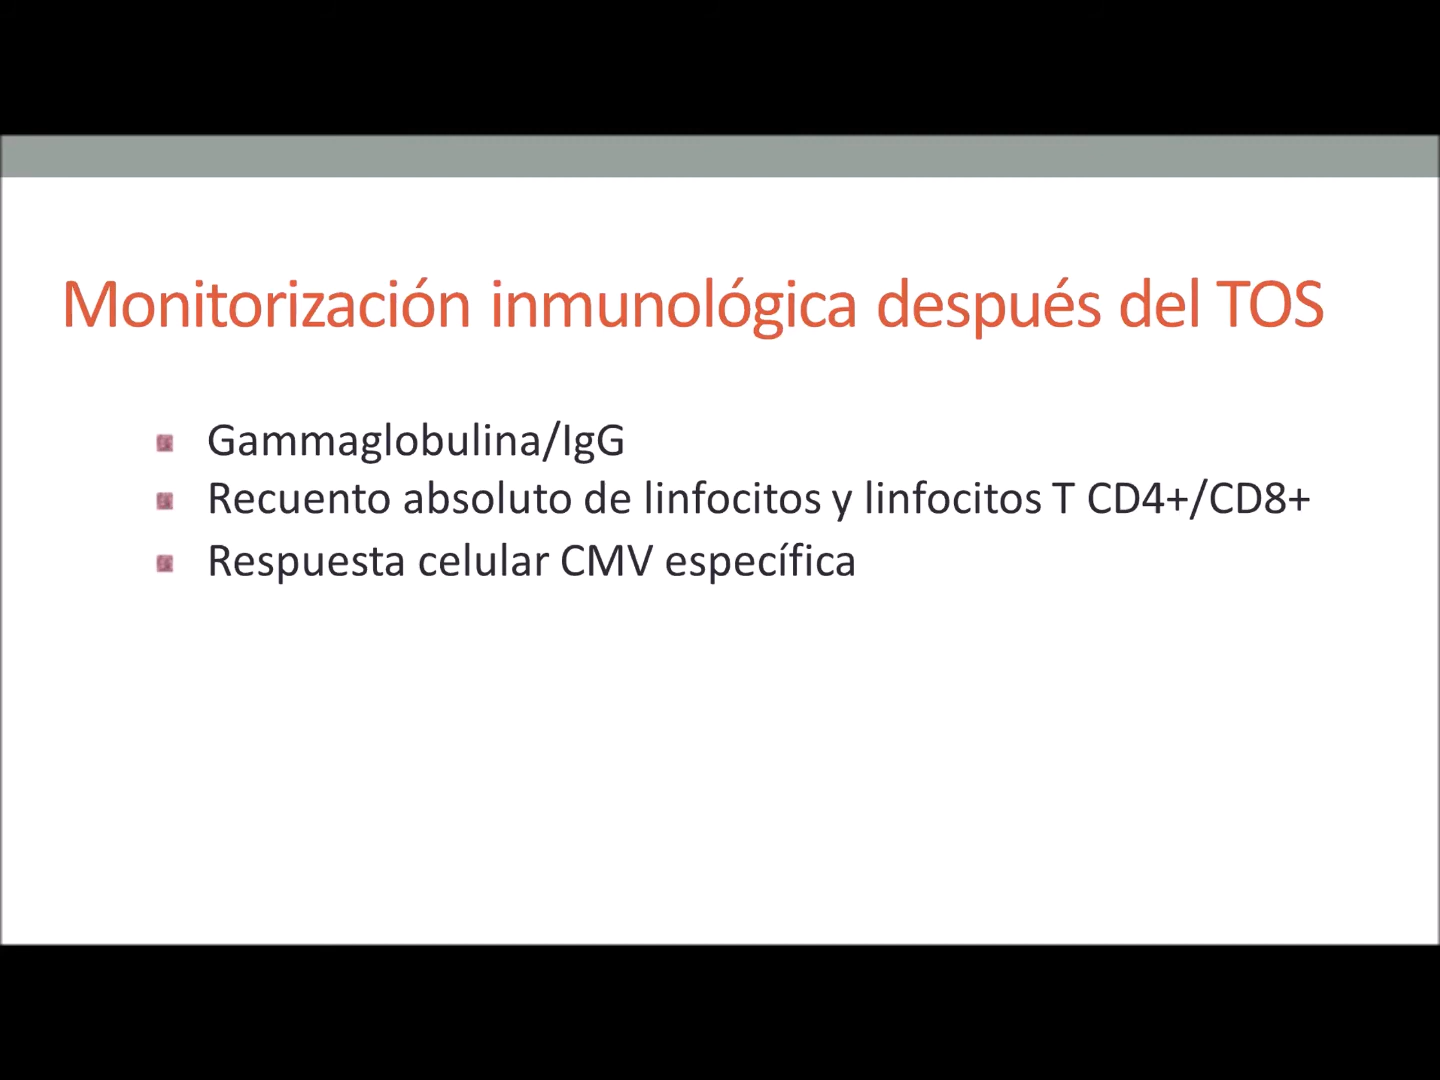 Monitorización inmunológica después del TOS
Gammaglobulina/IgG
Recuento absoluto de linfocitos y linfocitos T CD4+/CD8+
Respuesta celular CMV específica